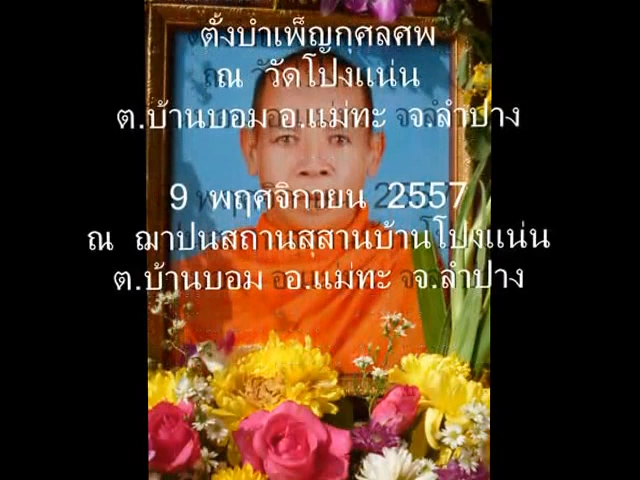 ตั้งบำเพ็ญกุศลศพ
ณ วัดโปงแน่น
ต.บ้านบอม อ.แม่ทะ จ.ลำปาง
9 พฤศจิกายน 2557
ณ ฌาปนสถานสุสานบ้านโปงแน่น
ต.บ้านบอม อ.แม่ทะ จ.ลำปาง